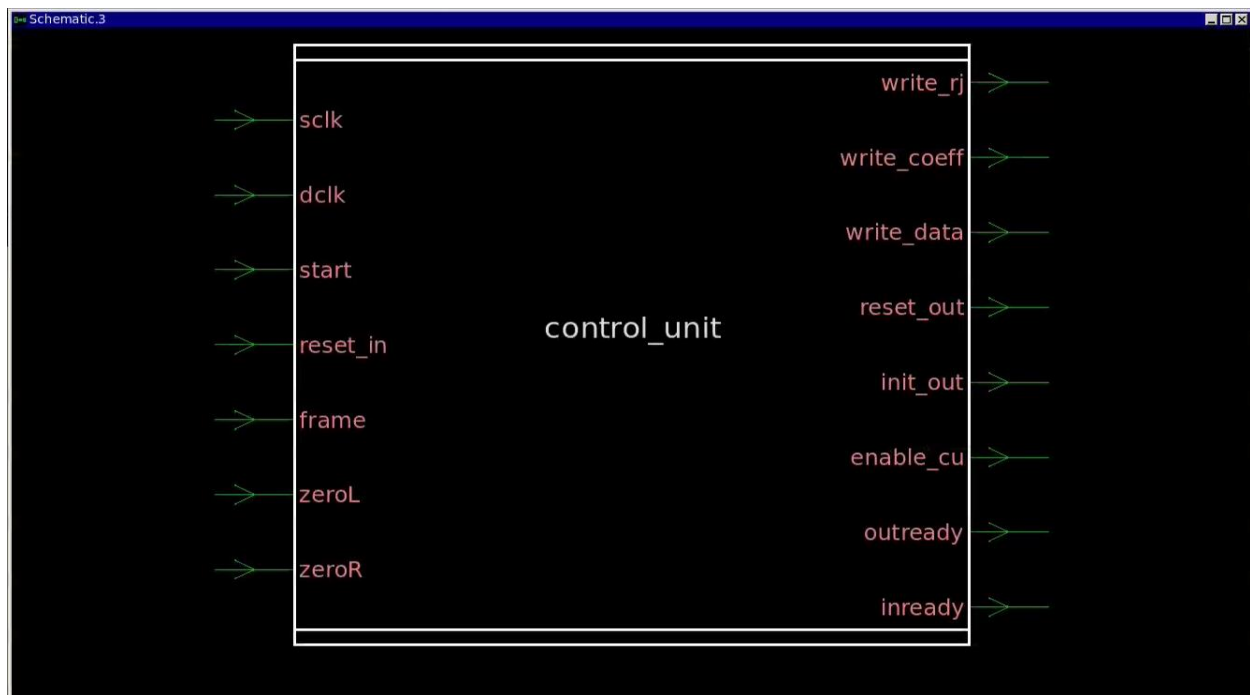 Schematic.3
write_rj
sclk
write_coeff
dclk
write_data
start
reset_out
control_unit
reset_in
init_out
frame
enable_cu
zeroL
outready
zeroR
inready